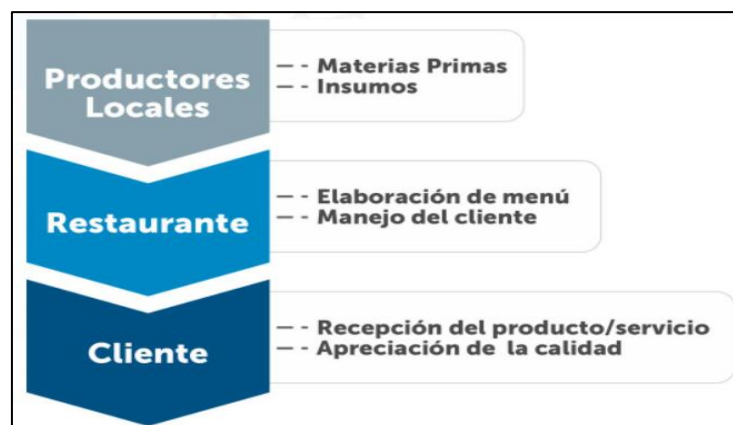 Productores
Locales
– - Materias Primas
– - Insumos
Restaurante
– - Elaboración de menú
– - Manejo del cliente
Cliente
– - Recepción del producto/servicio
– - Apreciación de la calidad